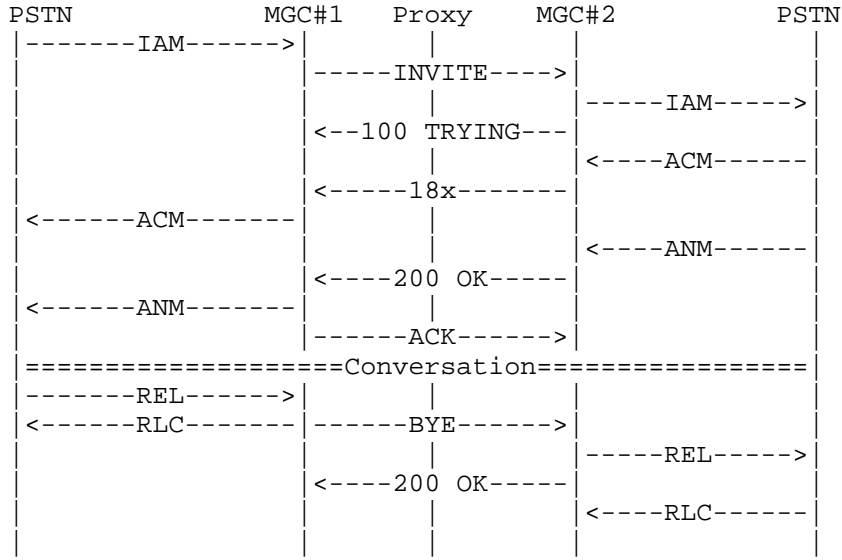 PSTN MGC#1 Proxy MGC#2 PSTN
|-------IAM------>| | | |
| |-----INVITE---->| |
| | | |-----IAM----->|
| |<--100 TRYING---| |
| | | |<----ACM------|
| |<-----18x-------| |
|<------ACM-------| | | |
| | | |<----ANM------|
| |<----200 OK-----| |
|<------ANM-------| | | |
| |------ACK------>| |
|====================Conversation=================|
|-------REL------>| | | |
|<------RLC-------|------BYE------>| |
| | | |-----REL----->|
| |<----200 OK-----| |
| | | |<----RLC------|
| | | | |